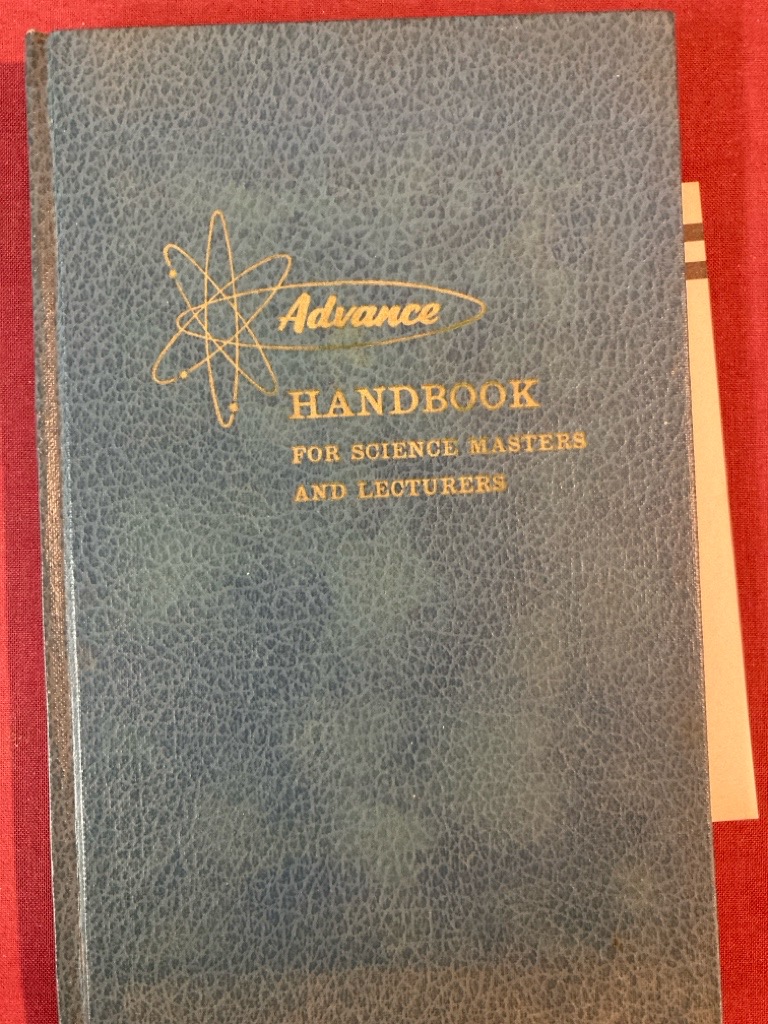 Advance
HANDBOOK
FOR SCIENCE MASTERS
AND LECTURERS